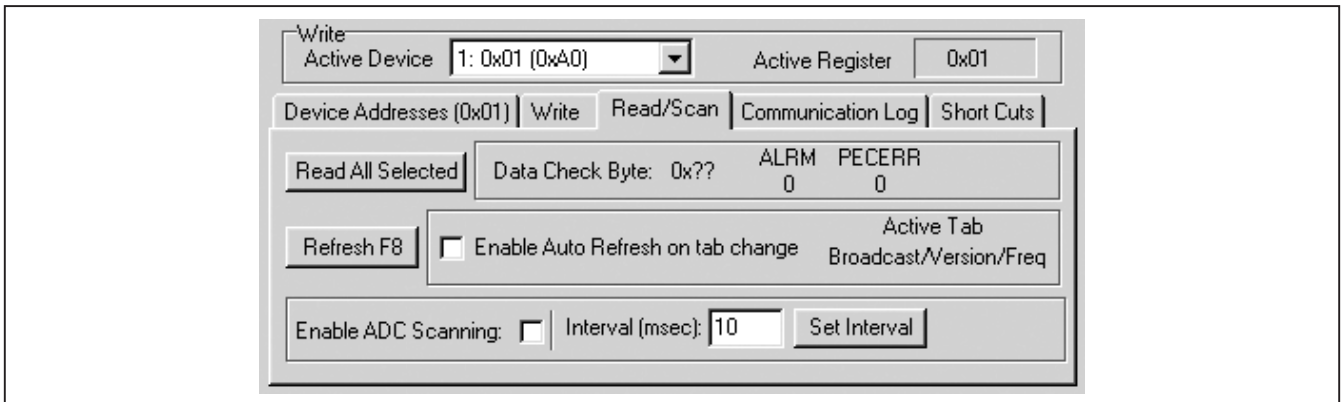 Write
Active Device 1: 0x01 (0xA0) Active Register 0x01
Device Addresses (0x01) Write Read/Scan Communication Log Short Cuts
Read All Selected Data Check Byte: 0x?? ALRM PECERR
0 0
Refresh F8 Enable Auto Refresh on tab change Active Tab
Broadcast/Version/Freq
Enable ADC Scanning: Interval (msec): 10 Set Interval